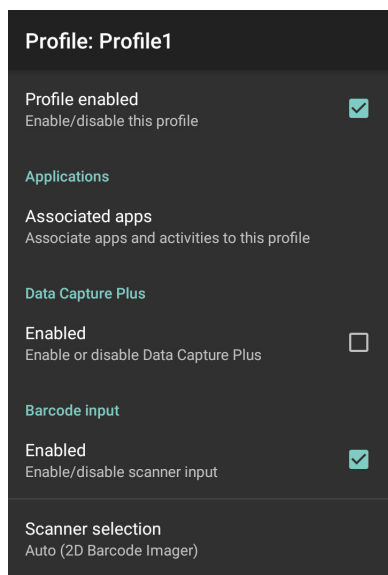 Profile: Profile1
Profile enabled
Enable/disable this profile
Applications
Associated apps
Associate apps and activities to this profile
Data Capture Plus
Enabled
Enable or disable Data Capture Plus
Barcode input
Enabled
Enable/disable scanner input
Scanner selection
Auto (2D Barcode Imager)